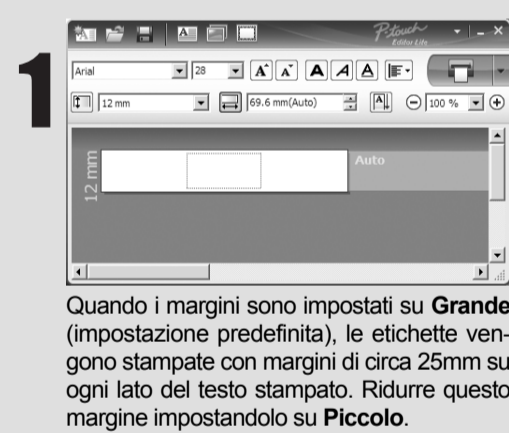 1
P-touch
Editor Lite
Arial 28 A A A A A
12 mm 69.6 mm(Auto) A 100 %
12 mm
Auto
Quando i margini sono impostati su Grande
(impostazione predefinita), le etichette ven-
gono stampate con margini di circa 25mm su
ogni lato del testo stampato. Ridurre questo
margine impostandolo su Piccolo.